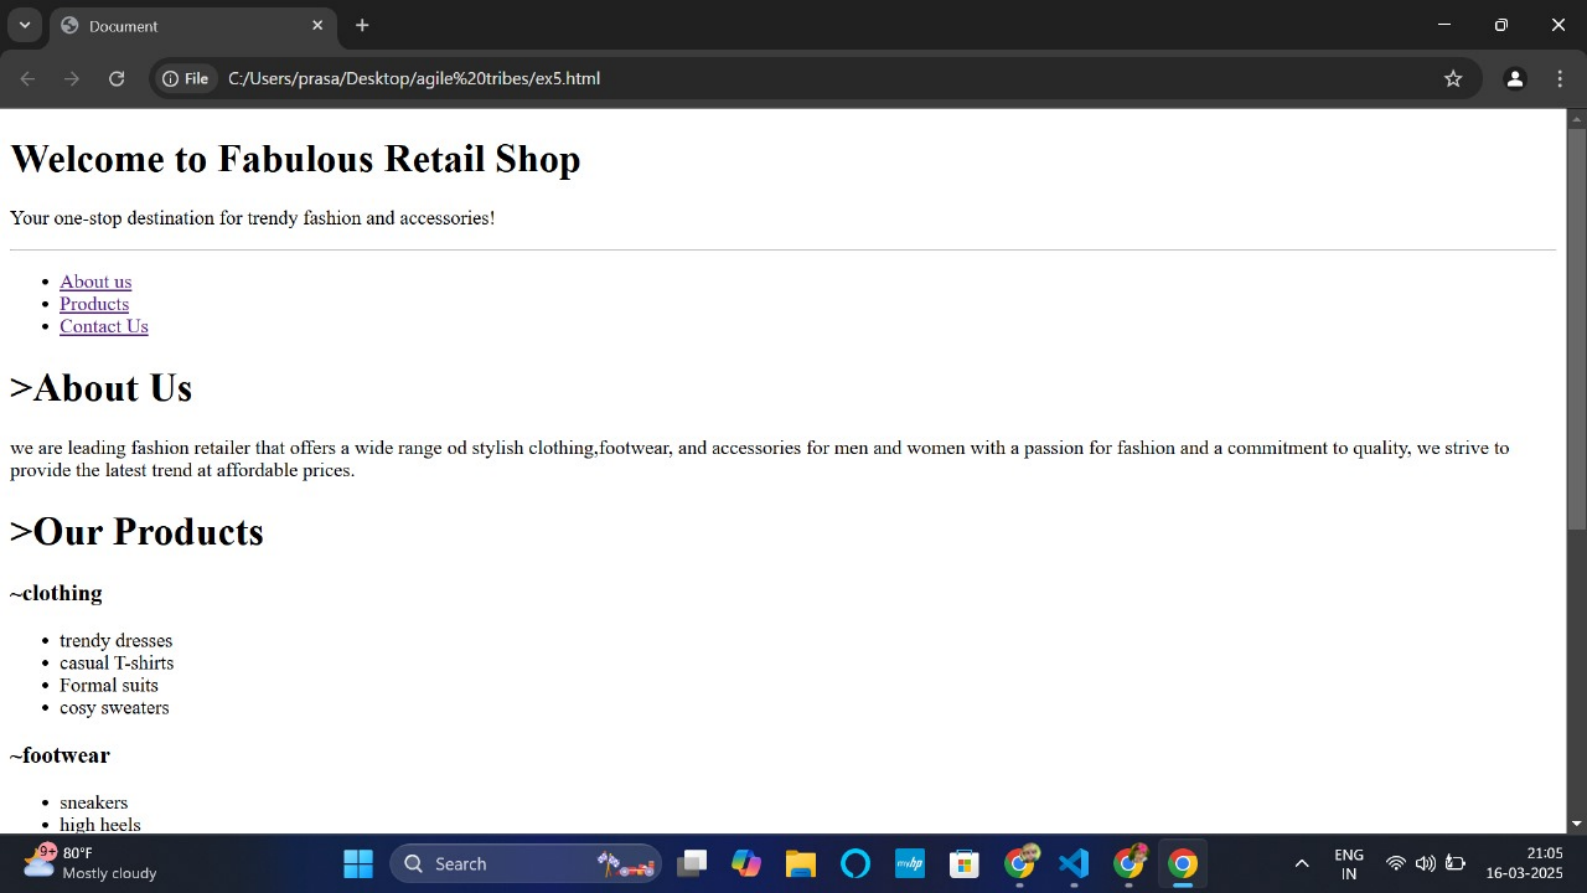 Document
File
C:/Users/prasa/Desktop/agile%20tribes/ex5.html
Welcome to Fabulous Retail Shop
Your one-stop destination for trendy fashion and accessories!
About us
Products
Contact Us
>About Us
we are leading fashion retailer that offers a wide range od stylish clothing,footwear, and accessories for men and women with a passion for fashion and a commitment to quality, we strive to
provide the latest trend at affordable prices.
>Our Products
~clothing
trendy dresses
casual T-shirts
Formal suits
cosy sweaters
~footwear
sneakers
high heels
9+
80°F
Mostly cloudy
Search
myhp
ENG
IN
21:05
16-03-2025